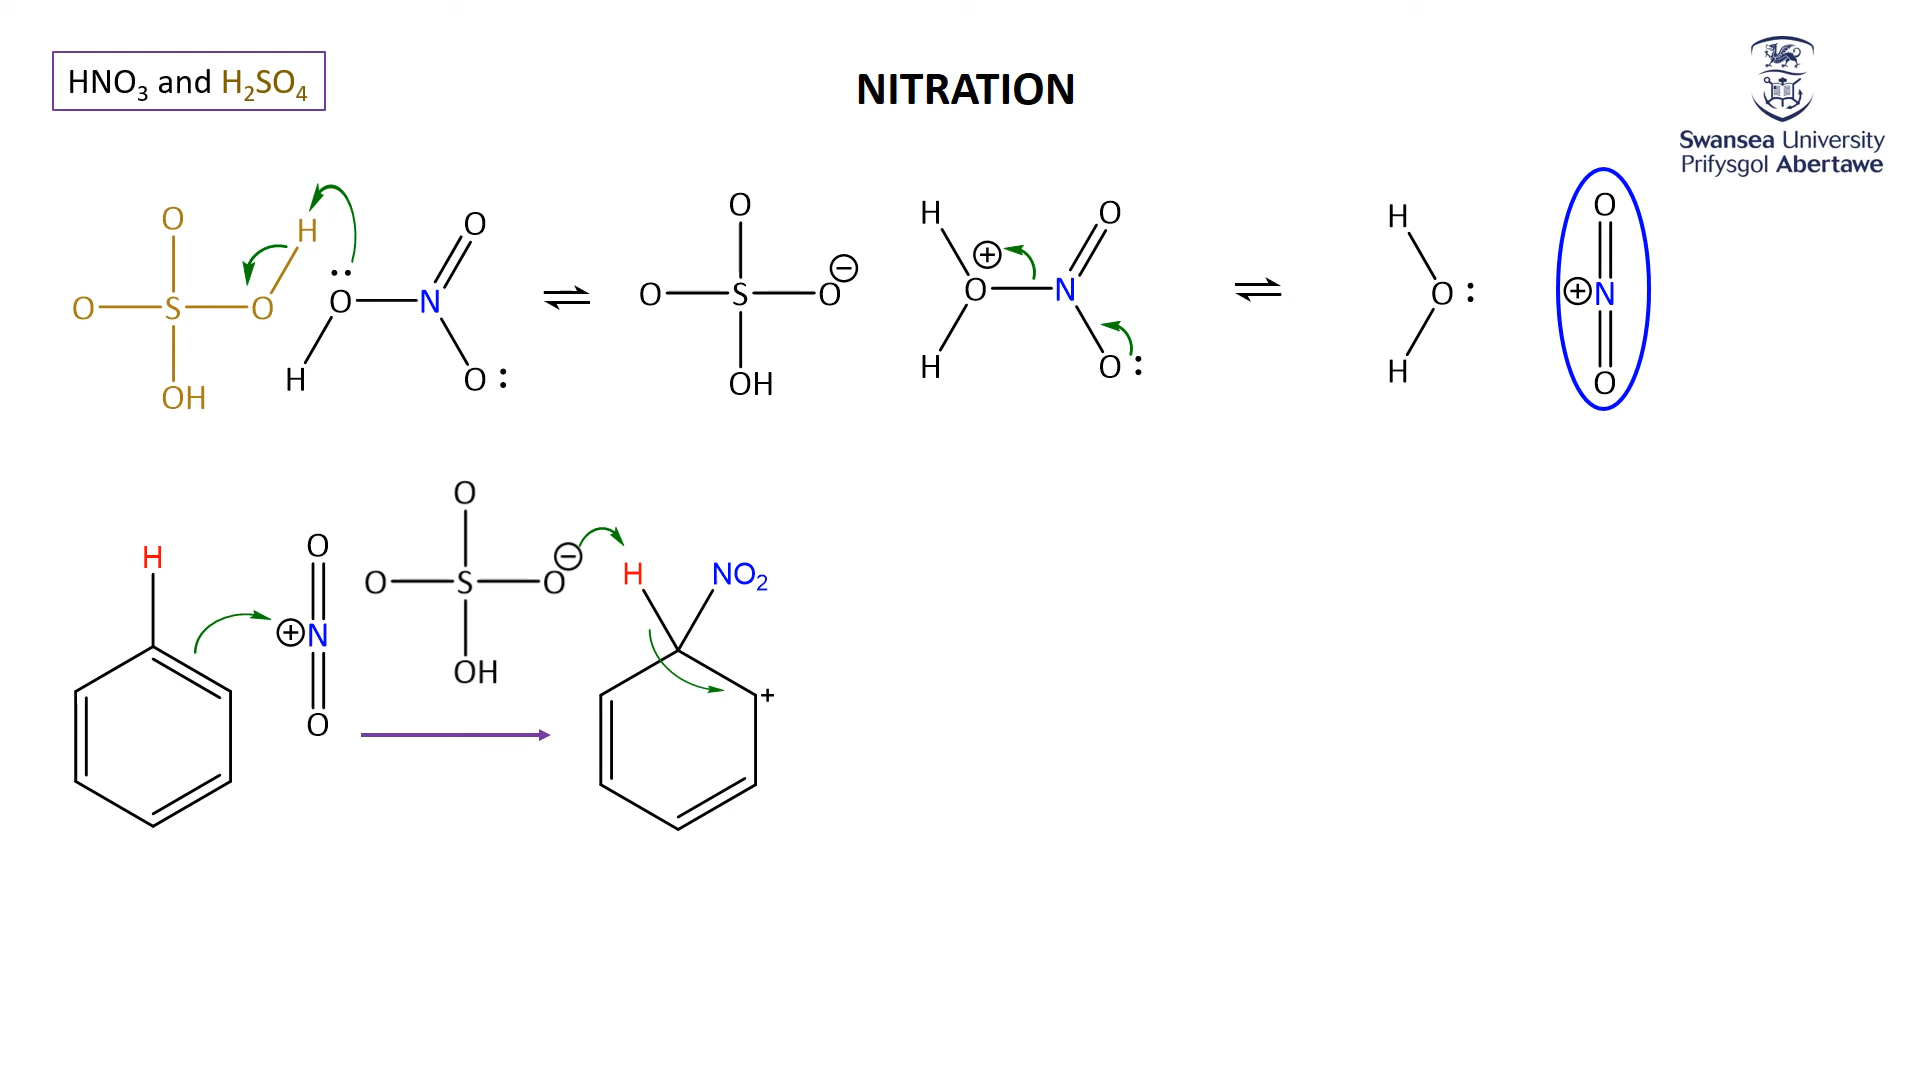 HNO3 and H2SO4
NITRATION
Swansea University
Prifysgol Abertawe
O
O S O H
OH
O N O
H O :
O
O S O ⊖
OH
H H
O ⊕ N O
O :
H
H
O :
O
⊕ N
O
H
O
⊕ N
O
O
O S O ⊖
OH
H NO2
+